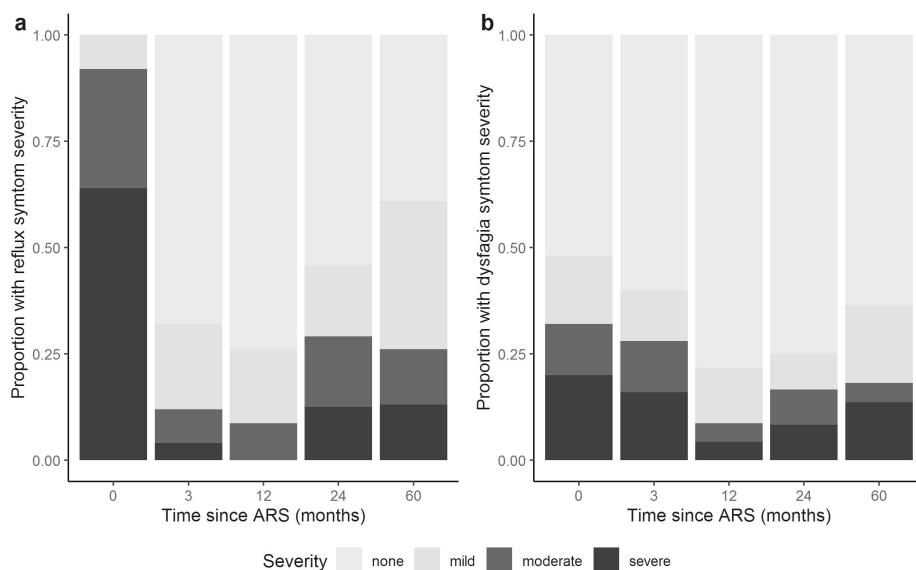 a
Proportion with reflux symtom severity
1.00
0.75
0.50
0.25
0.00
0 3 12 24 60
Time since ARS (months)
b
Proportion with dysfagia symtom severity
1.00
0.75
0.50
0.25
0.00
0 3 12 24 60
Time since ARS (months)
Severity none mild moderate severe